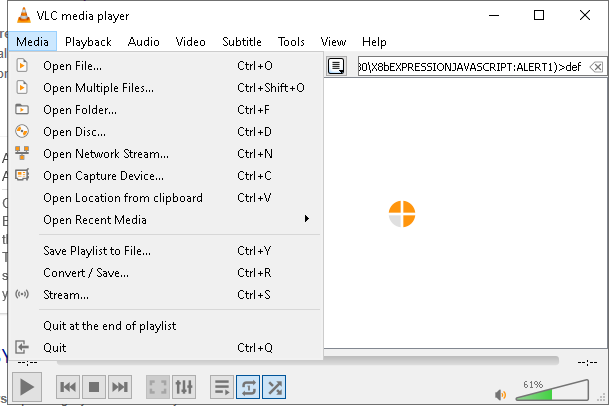 VLC media player
Media Playback Audio Video Subtitle Tools View Help
Open File... Ctrl+O
Open Multiple Files... Ctrl+Shift+O
Open Folder... Ctrl+F
Open Disc... Ctrl+D
Open Network Stream... Ctrl+N
Open Capture Device... Ctrl+C
Open Location from clipboard Ctrl+V
Open Recent Media
Save Playlist to File... Ctrl+Y
Convert / Save... Ctrl+R
Stream... Ctrl+S
Quit at the end of playlist
Quit Ctrl+Q
30\X8bEXPRESSIONJAVASCRIPT:ALERT1)>def
--:-- --:--
61%